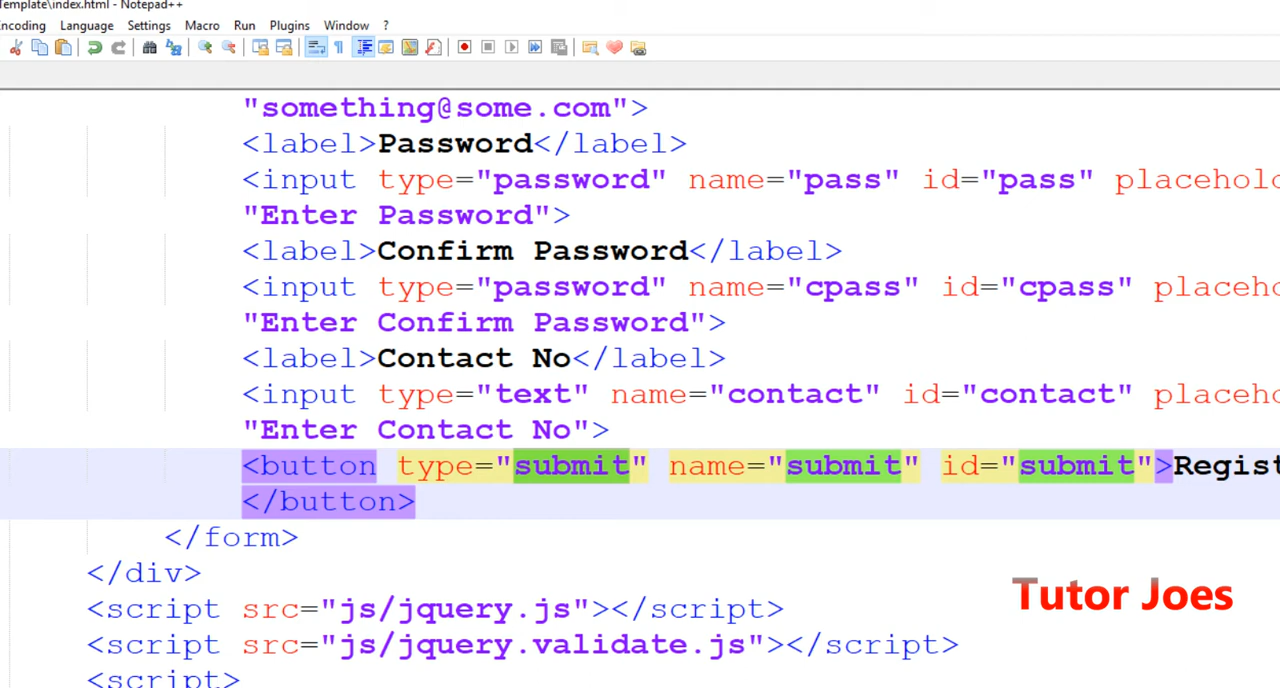 Template\index.html - Notepad++
Encoding Language Settings Macro Run Plugins Window ?
"something@some.com">
<label>Password</label>
<input type="password" name="pass" id="pass" placehol
"Enter Password">
<label>Confirm Password</label>
<input type="password" name="cpass" id="cpass" placeho
"Enter Confirm Password">
<label>Contact No</label>
<input type="text" name="contact" id="contact" placeho
"Enter Contact No">
<button type="submit" name="submit" id="submit">Regist
</button>
</form>
</div>
Tutor Joes
<script src="js/jquery.js"></script>
<script src="js/jquery.validate.js"></script>
<script>